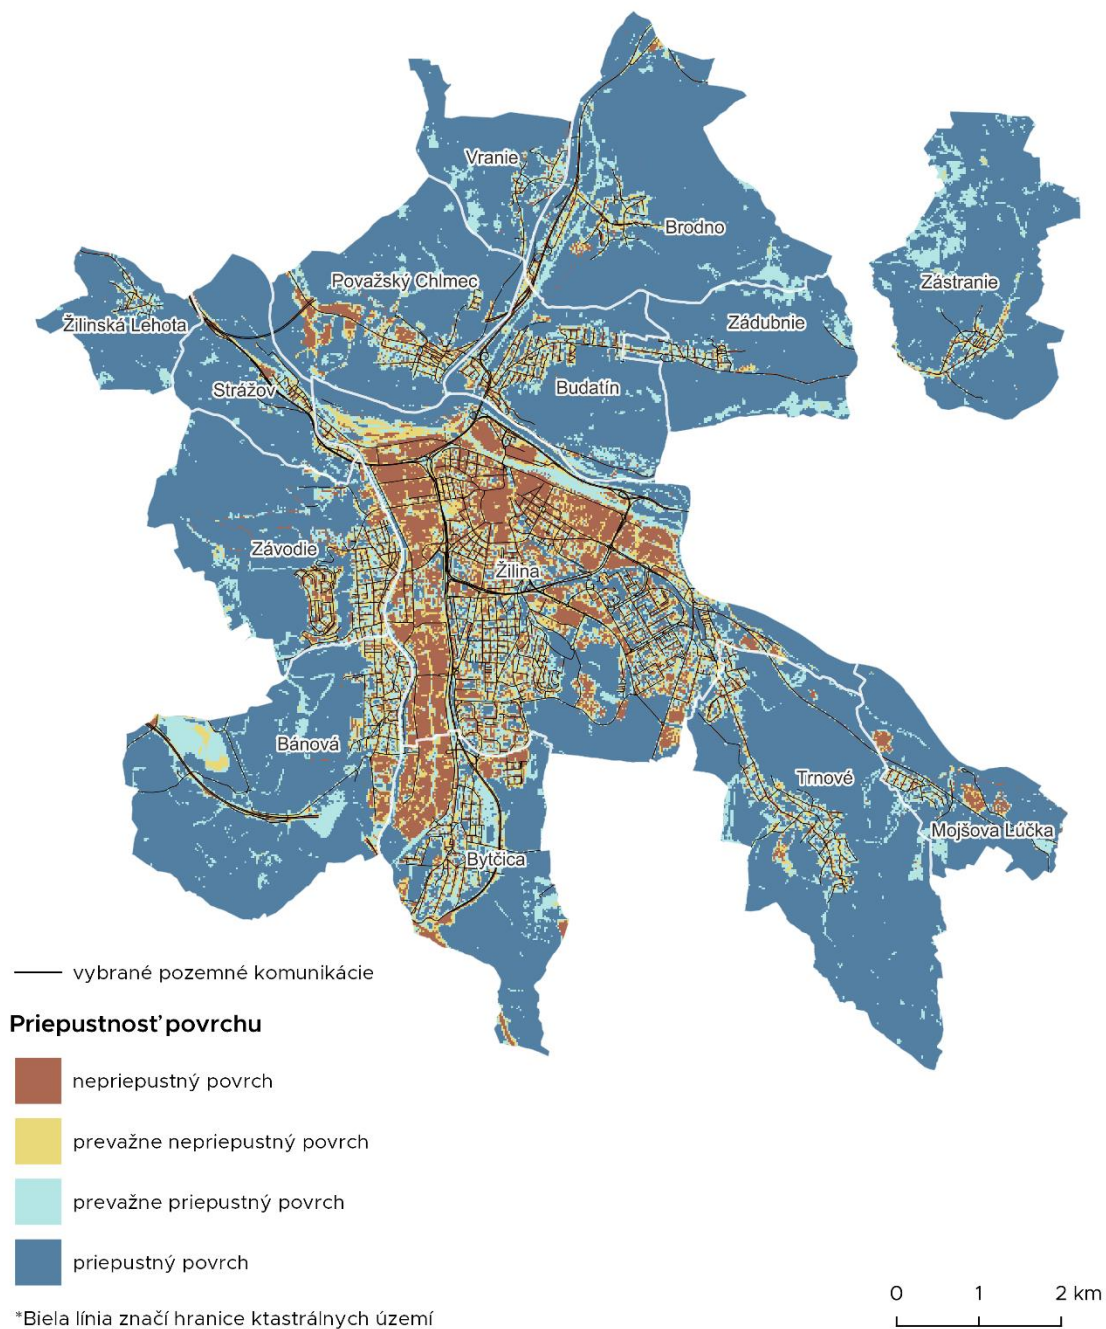 Vranie
Brodno
Zástranie
Považský Chlmec
Žilinská Lehota
Zádubnie
Strážov
Budatín
Závodie
Žilina
Bánová
Trnové
Mojšova Lúčka
Bytčica
vybrané pozemné komunikácie
Priepustnosť povrchu
nepriepustný povrch
prevažne nepriepustný povrch
prevažne priepustný povrch
priepustný povrch
0 1 2 km
*Biela línia značí hranice ktastrálnych území